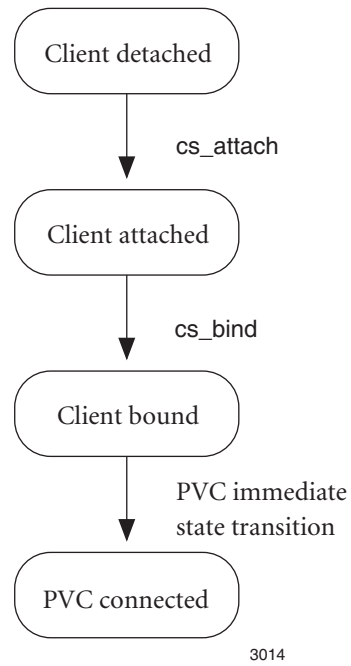 Client detached
cs_attach
Client attached
cs_bind
Client bound
PVC immediate
state transition
PVC connected
3014